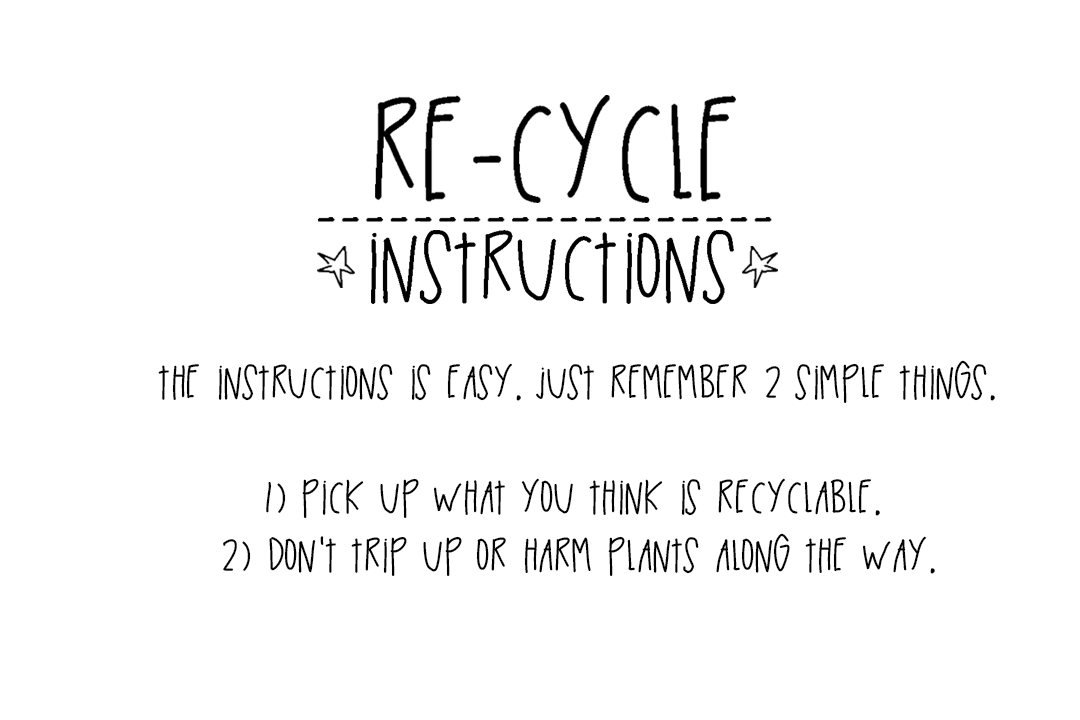 RE-CYCLE
iNStRUCtiONS
tHE iNStRUCtiONS iS EASY. jUSt REMEMBER 2 SiMPLE tHiNGS.
1) PiCK UP WHAt YOU tHiNK iS RECYCLABLE.
2) DON't tRiP UP OR HARM PLANtS ALONG tHE WAY.